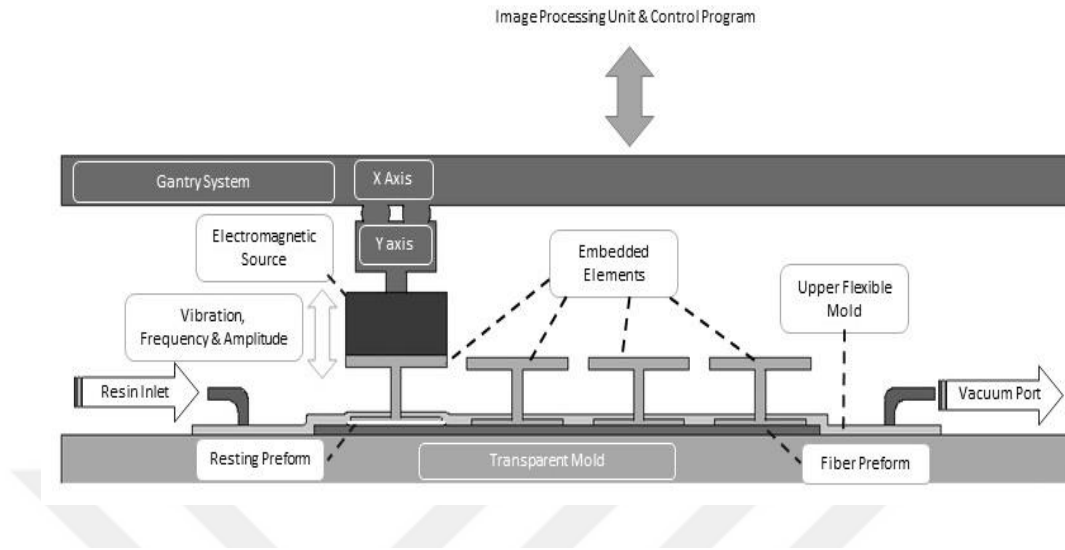 Image Processing Unit & Control Program
Gantry System
X Axis
Y axis
Electromagnetic
Source
Embedded
Elements
Upper Flexible
Mold
Vibration,
Frequency & Amplitude
Resin Inlet
Vacuum Port
Resting Preform
Transparent Mold
Fiber Preform